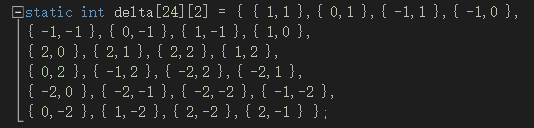 static int delta[24][2] = { { 1, 1 }, { 0, 1 }, { -1, 1 }, { -1, 0 },
{ -1, -1 }, { 0, -1 }, { 1, -1 }, { 1, 0 },
{ 2, 0 }, { 2, 1 }, { 2, 2 }, { 1, 2 },
{ 0, 2 }, { -1, 2 }, { -2, 2 }, { -2, 1 },
{ -2, 0 }, { -2, -1 }, { -2, -2 }, { -1, -2 },
{ 0, -2 }, { 1, -2 }, { 2, -2 }, { 2, -1 } };